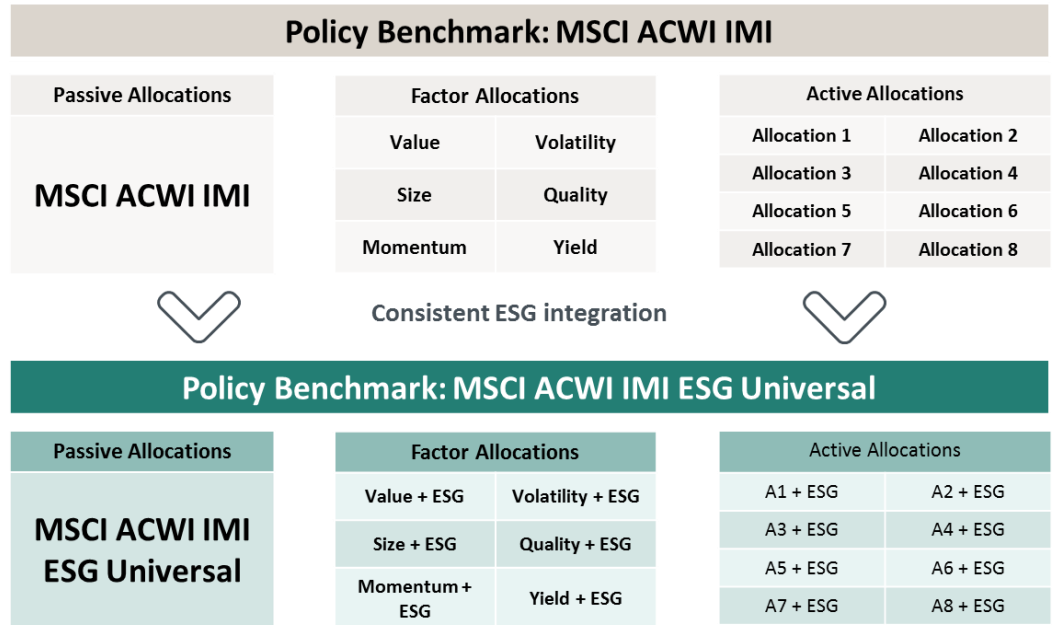 Policy Benchmark: MSCI ACWI IMI
Passive Allocations
MSCI ACWI IMI
Factor Allocations
Value Volatility
Size Quality
Momentum Yield
Active Allocations
Allocation 1 Allocation 2
Allocation 3 Allocation 4
Allocation 5 Allocation 6
Allocation 7 Allocation 8
Consistent ESG integration
Policy Benchmark: MSCI ACWI IMI ESG Universal
Passive Allocations
MSCI ACWI IMI
ESG Universal
Factor Allocations
Value + ESG Volatility + ESG
Size + ESG Quality + ESG
Momentum +
ESG
Yield + ESG
Active Allocations
A1 + ESG A2 + ESG
A3 + ESG A4 + ESG
A5 + ESG A6 + ESG
A7 + ESG A8 + ESG